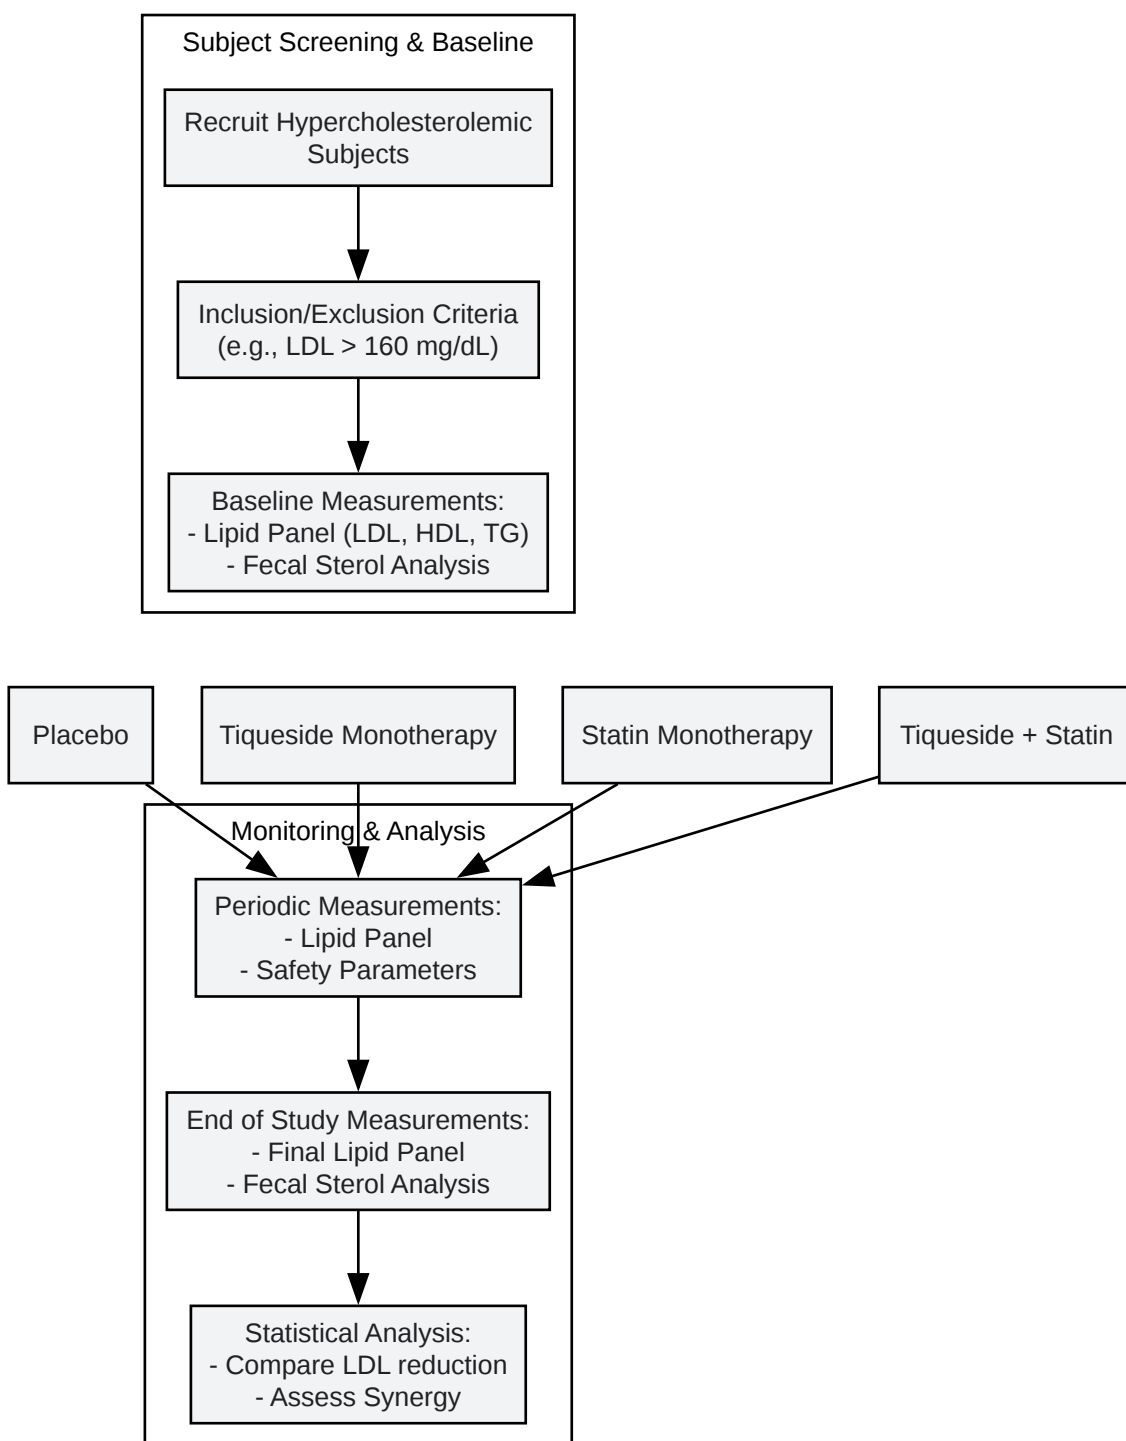 Subject Screening & Baseline
Recruit Hypercholesterolemic
Subjects
Inclusion/Exclusion Criteria
(e.g., LDL > 160 mg/dL)
Baseline Measurements:
- Lipid Panel (LDL, HDL, TG)
- Fecal Sterol Analysis
Placebo
Tiqueside Monotherapy
Statin Monotherapy
Tiqueside + Statin
Monitoring & Analysis
Periodic Measurements:
- Lipid Panel
- Safety Parameters
End of Study Measurements:
- Final Lipid Panel
- Fecal Sterol Analysis
Statistical Analysis:
- Compare LDL reduction
- Assess Synergy